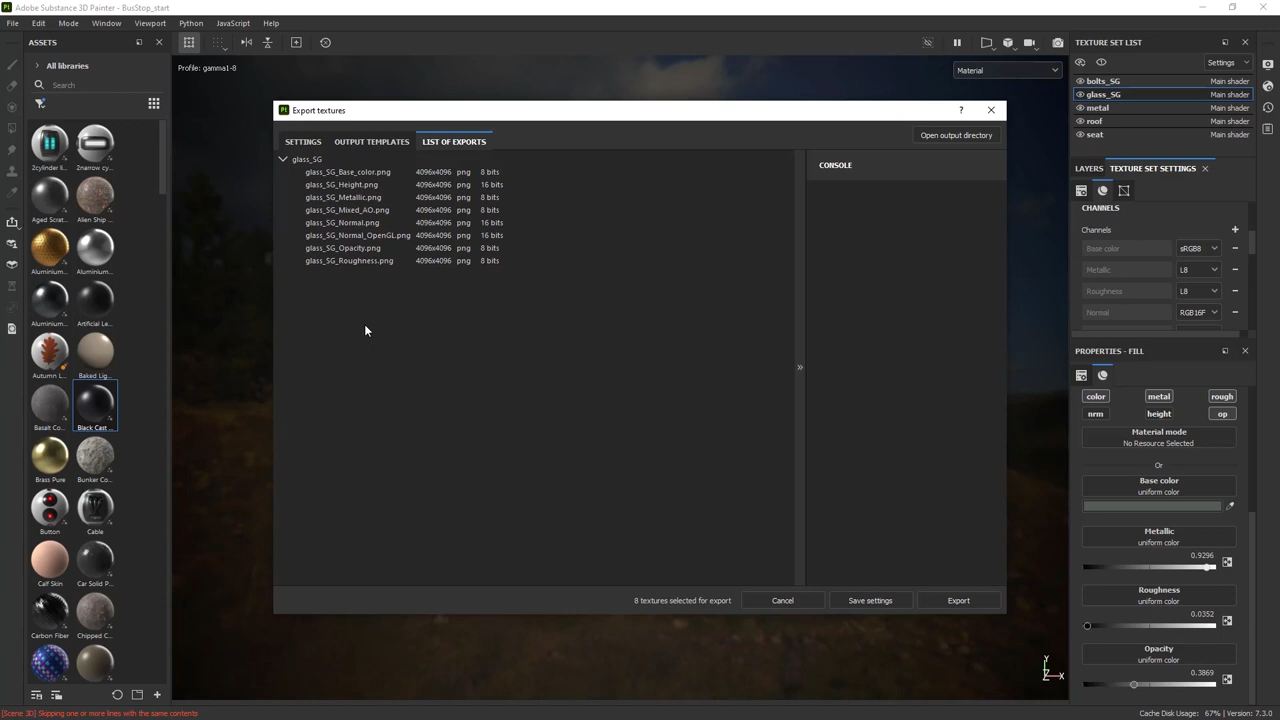 Adobe Substance 3D Painter - BusStop_start
File Edit Mode Window Viewport Python JavaScript Help
ASSETS
All libraries
Search
2cylinder li...
2narrow cy...
Aged Scrat...
Alien Ship ...
Aluminium...
Aluminium...
Aluminium...
Artificial Le...
Autumn L...
Baked Lig...
Basalt Co...
Black Cast ...
Brass Pure
Bunker Co...
Button
Cable
Calf Skin
Car Solid P...
Carbon Fiber
Chipped C...
Profile: gamma1-8
Material
Export textures
? 
SETTINGS OUTPUT TEMPLATES LIST OF EXPORTS
Open output directory
glass_SG
glass_SG_Base_color.png 4096x4096 png 8 bits
glass_SG_Height.png 4096x4096 png 16 bits
glass_SG_Metallic.png 4096x4096 png 8 bits
glass_SG_Mixed_AO.png 4096x4096 png 8 bits
glass_SG_Normal.png 4096x4096 png 16 bits
glass_SG_Normal_OpenGL.png 4096x4096 png 16 bits
glass_SG_Opacity.png 4096x4096 png 8 bits
glass_SG_Roughness.png 4096x4096 png 8 bits
CONSOLE
8 textures selected for export
Cancel
Save settings
Export
Y
Z X
TEXTURE SET LIST
Settings
bolts_SG Main shader
glass_SG Main shader
metal Main shader
roof Main shader
seat Main shader
LAYERS TEXTURE SET SETTINGS
CHANNELS
Channels
Base color sRGB8
Metallic L8
Roughness L8
Normal RGB16F
PROPERTIES - FILL
color metal rough
nrm height op
Material mode
No Resource Selected
Or
Base color
uniform color
Metallic
uniform color
0.9296
Roughness
uniform color
0.0352
Opacity
uniform color
0.3869
[Scene 3D] Skipping one or more lines with the same contents
Cache Disk Usage: 67% | Version: 7.3.0